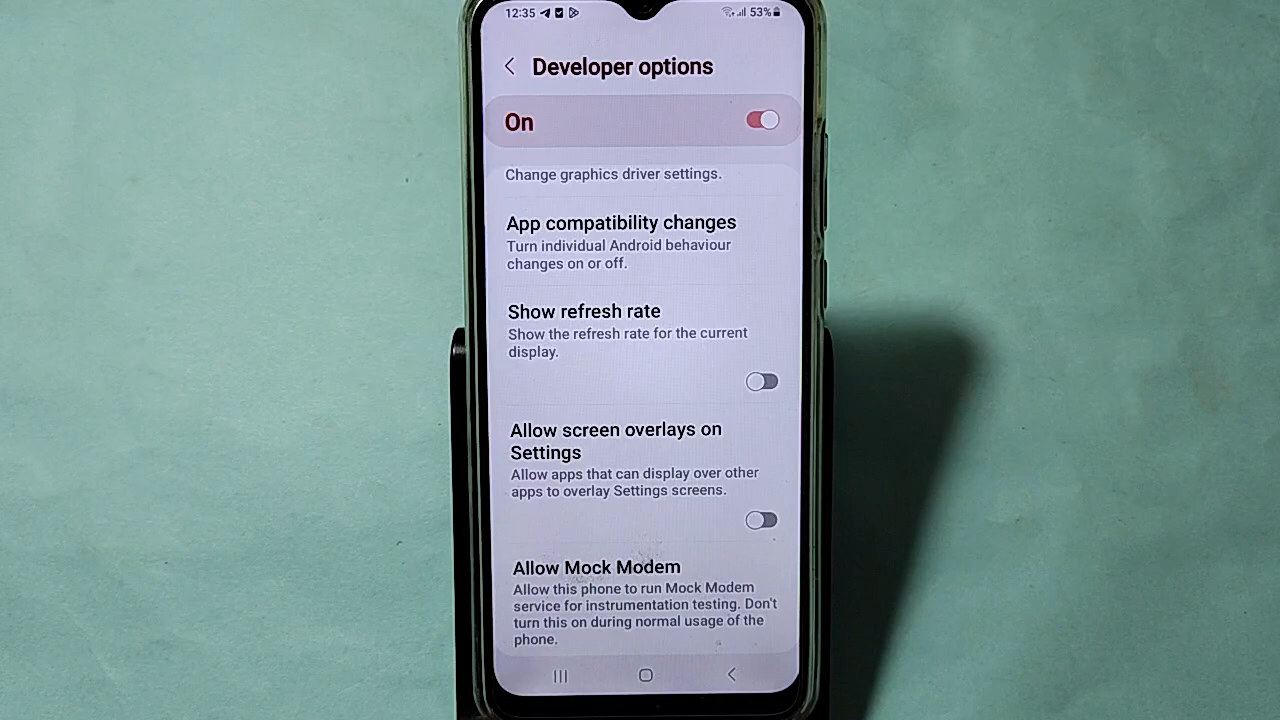 12:35 53%
Developer options
On
Change graphics driver settings.
App compatibility changes
Turn individual Android behaviour
changes on or off.
Show refresh rate
Show the refresh rate for the current
display.
Allow screen overlays on
Settings
Allow apps that can display over other
apps to overlay Settings screens.
Allow Mock Modem
Allow this phone to run Mock Modem
service for instrumentation testing. Don't
turn this on during normal usage of the
phone.